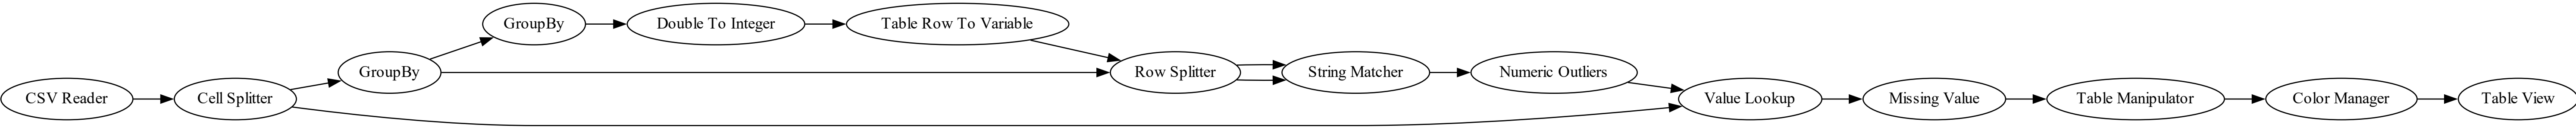 GroupBy
Double To Integer
Table Row To Variable
GroupBy
Row Splitter
String Matcher
Numeric Outliers
CSV Reader
Cell Splitter
Value Lookup
Missing Value
Table Manipulator
Color Manager
Table View